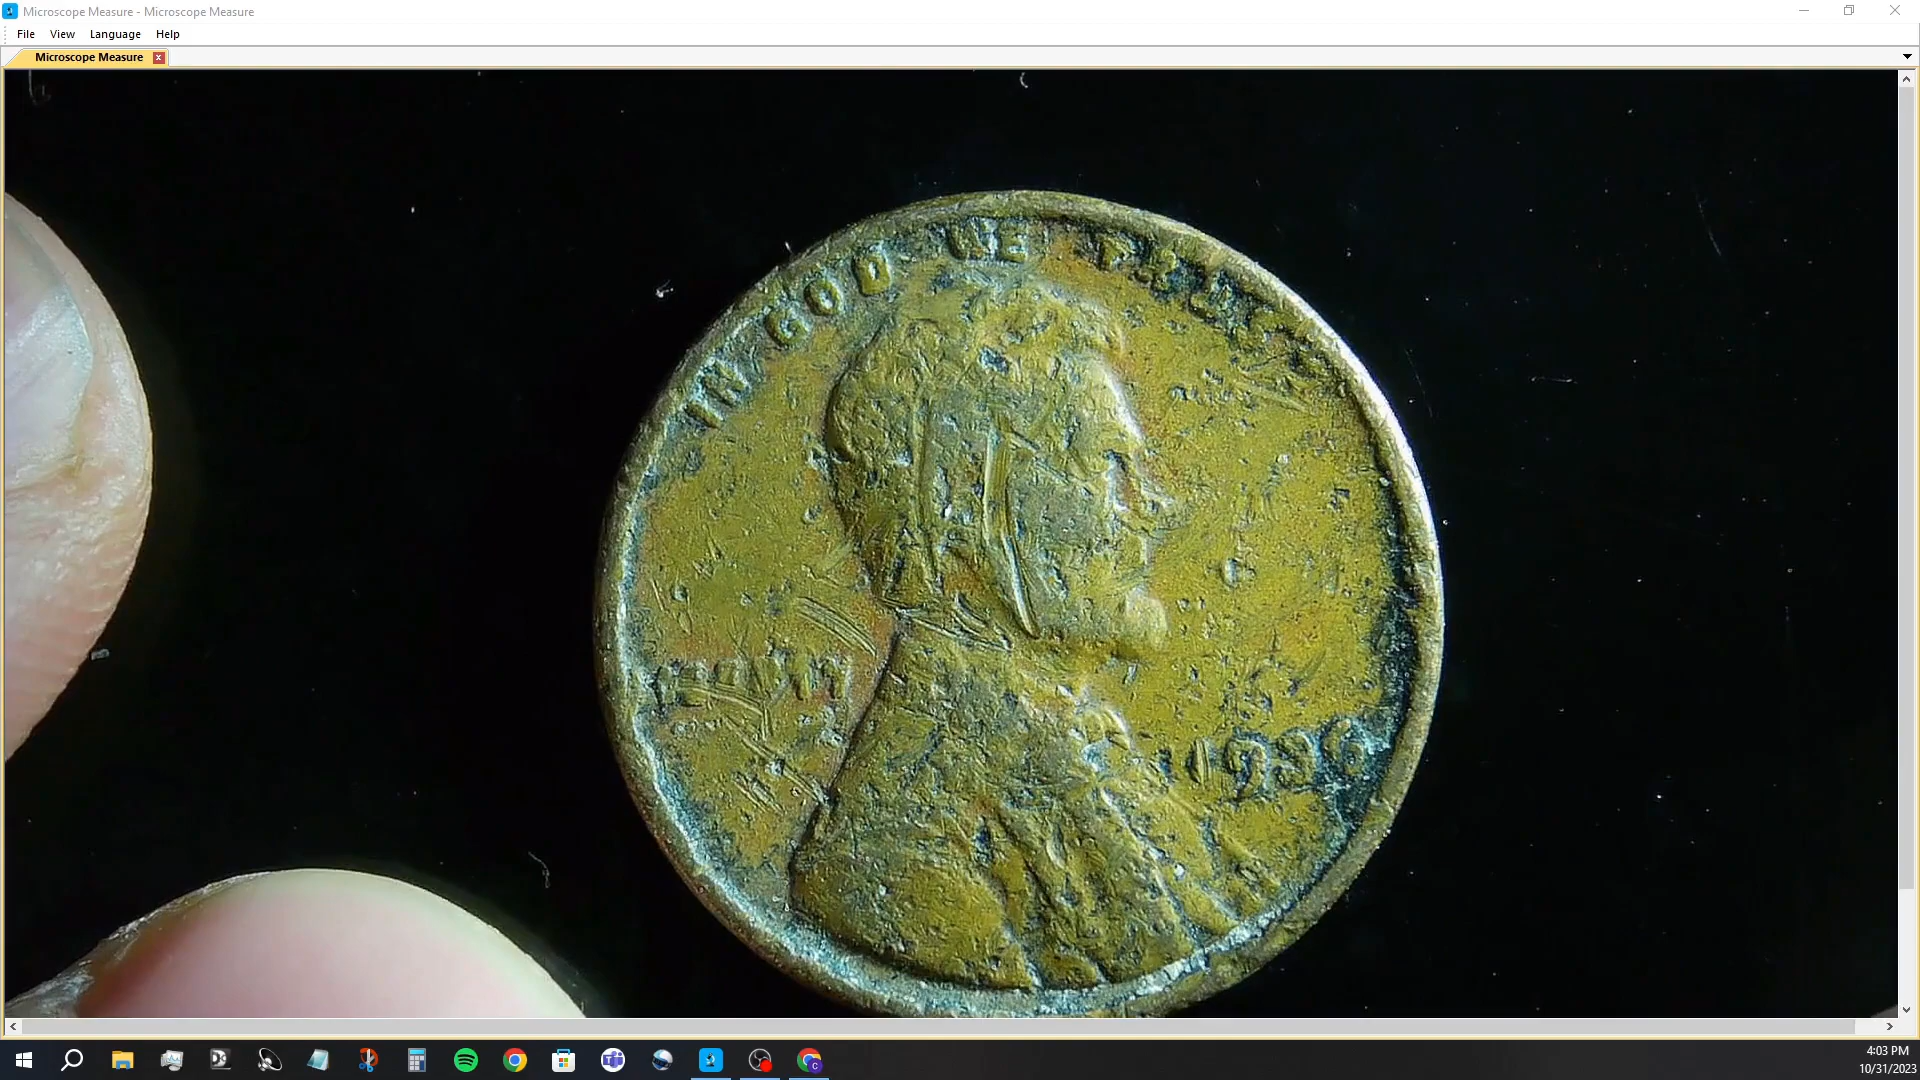 Microscope Measure - Microscope Measure
File View Language Help
Microscope Measure
IN GOD WE TRUST
LIBERTY
1936
4:03 PM
10/31/2023